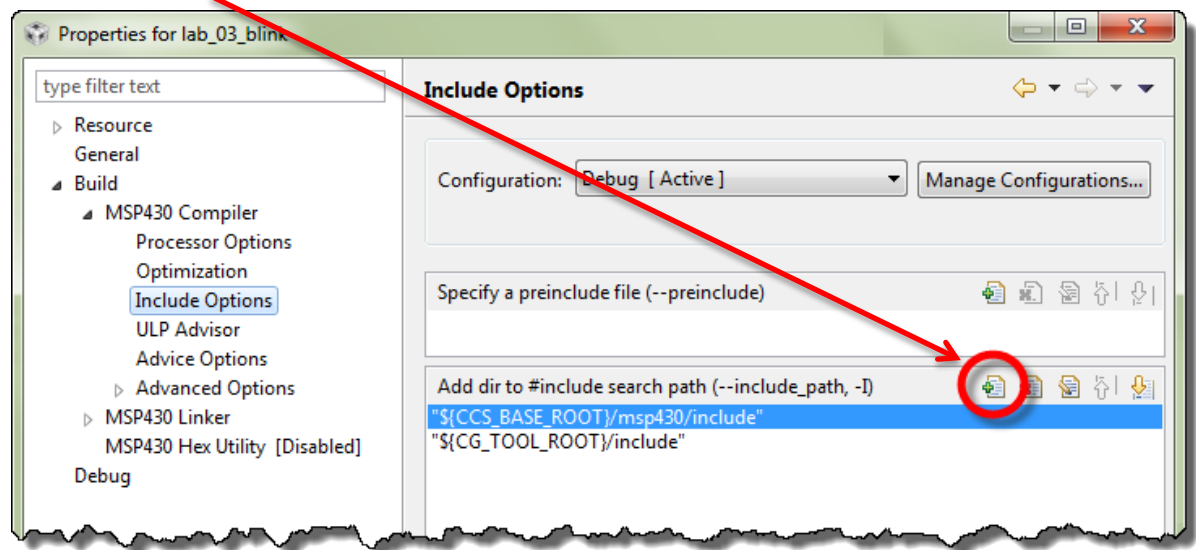 Properties for lab_03_blink
type filter text
Resource
General
Build
MSP430 Compiler
Processor Options
Optimization
Include Options
ULP Advisor
Advice Options
Advanced Options
MSP430 Linker
MSP430 Hex Utility [Disabled]
Debug
Include Options
Configuration: Debug [ Active ]
Manage Configurations...
Specify a preinclude file (--preinclude)
Add dir to #include search path (--include_path, -I)
"${CCS_BASE_ROOT}/msp430/include"
"${CG_TOOL_ROOT}/include"